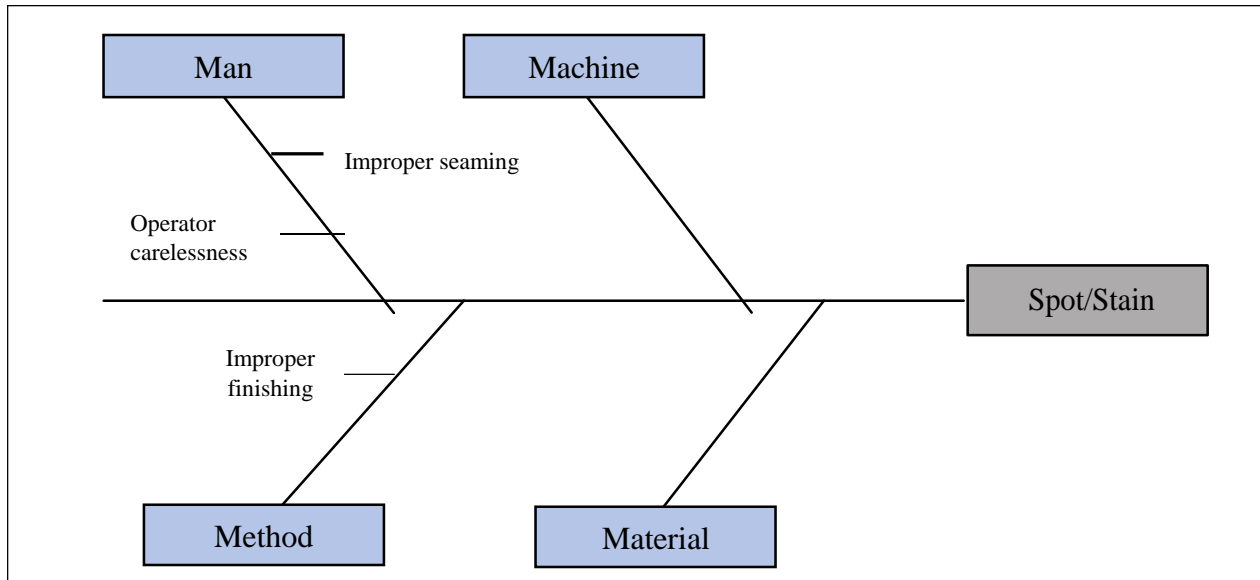 Man
Machine
Improper seaming
Operator
carelessness
Spot/Stain
Improper
finishing
Method
Material